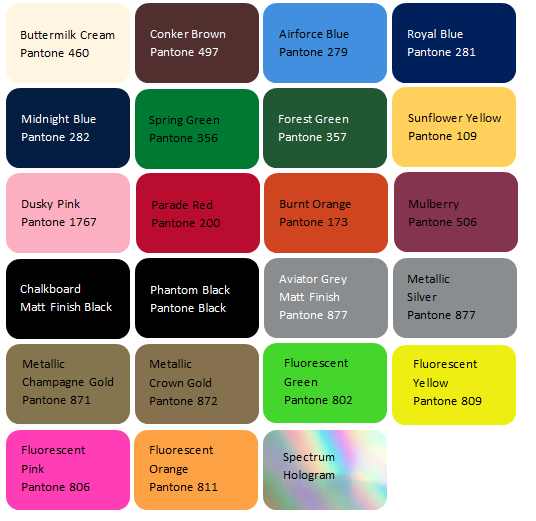 Buttermilk Cream
Pantone 460
Conker Brown
Pantone 497
Airforce Blue
Pantone 279
Royal Blue
Pantone 281
Midnight Blue
Pantone 282
Spring Green
Pantone 356
Forest Green
Pantone 357
Sunflower Yellow
Pantone 109
Dusky Pink
Pantone 1767
Parade Red
Pantone 200
Burnt Orange
Pantone 173
Mulberry
Pantone 506
Chalkboard
Matt Finish Black
Phantom Black
Pantone Black
Aviator Grey
Matt Finish
Pantone 877
Metallic
Silver
Pantone 877
Metallic
Champagne Gold
Pantone 871
Metallic
Crown Gold
Pantone 872
Fluorescent
Green
Pantone 802
Fluorescent
Yellow
Pantone 809
Fluorescent
Pink
Pantone 806
Fluorescent
Orange
Pantone 811
Spectrum
Hologram